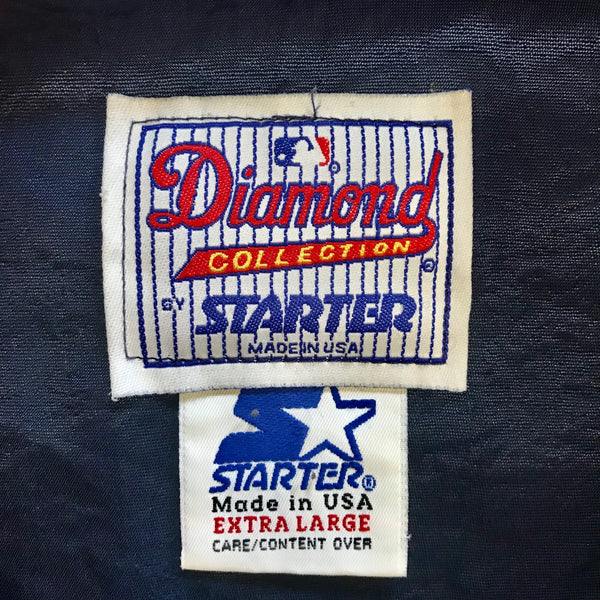 Diamond
COLLECTION
®
BY STARTER
MADE IN USA
STARTER®
Made in USA
EXTRA LARGE
CARE/CONTENT OVER